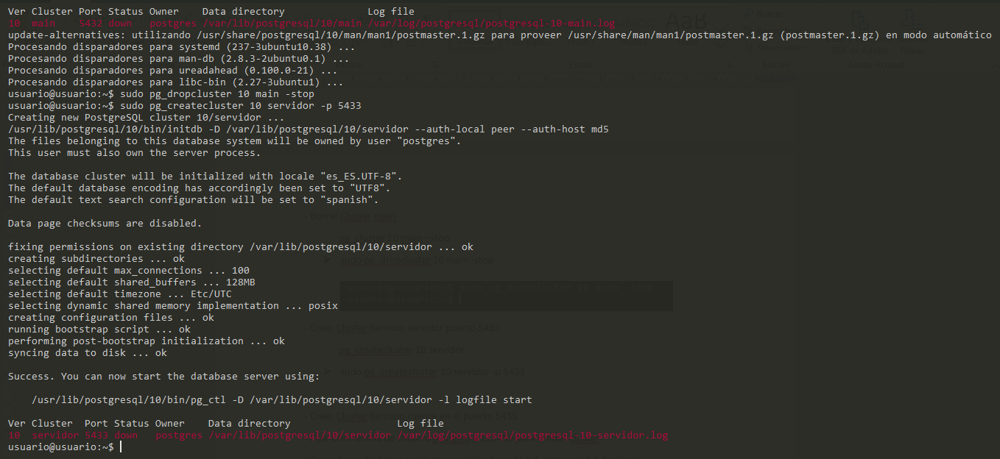 Ver Cluster Port Status Owner    Data directory              Log file
10  main    5432 down   postgres /var/lib/postgresql/10/main /var/log/postgresql/postgresql-10-main.log
update-alternatives: utilizando /usr/share/postgresql/10/man/man1/postmaster.1.gz para proveer /usr/share/man/man1/postmaster.1.gz (postmaster.1.gz) en modo automático
Procesando disparadores para systemd (237-3ubuntu10.38) ...
Procesando disparadores para man-db (2.8.3-2ubuntu0.1) ...
Procesando disparadores para ureadahead (0.100.0-21) ...
Procesando disparadores para libc-bin (2.27-3ubuntu1) ...
usuario@usuario:~$ sudo pg_dropcluster 10 main -stop
usuario@usuario:~$ sudo pg_createcluster 10 servidor -p 5433
Creating new PostgreSQL cluster 10/servidor ...
/usr/lib/postgresql/10/bin/initdb -D /var/lib/postgresql/10/servidor --auth-local peer --auth-host md5
The files belonging to this database system will be owned by user "postgres".
This user must also own the server process.
The database cluster will be initialized with locale "es_ES.UTF-8".
The default database encoding has accordingly been set to "UTF8".
The default text search configuration will be set to "spanish".
Data page checksums are disabled.
fixing permissions on existing directory /var/lib/postgresql/10/servidor ... ok
creating subdirectories ... ok
selecting default max_connections ... 100
selecting default shared_buffers ... 128MB
selecting default timezone ... Etc/UTC
selecting dynamic shared memory implementation ... posix
creating configuration files ... ok
running bootstrap script ... ok
performing post-bootstrap initialization ... ok
syncing data to disk ... ok
Success. You can now start the database server using:
/usr/lib/postgresql/10/bin/pg_ctl -D /var/lib/postgresql/10/servidor -l logfile start
Ver Cluster  Port Status Owner    Data directory                  Log file
10  servidor 5433 down   postgres /var/lib/postgresql/10/servidor /var/log/postgresql/postgresql-10-servidor.log
usuario@usuario:~$